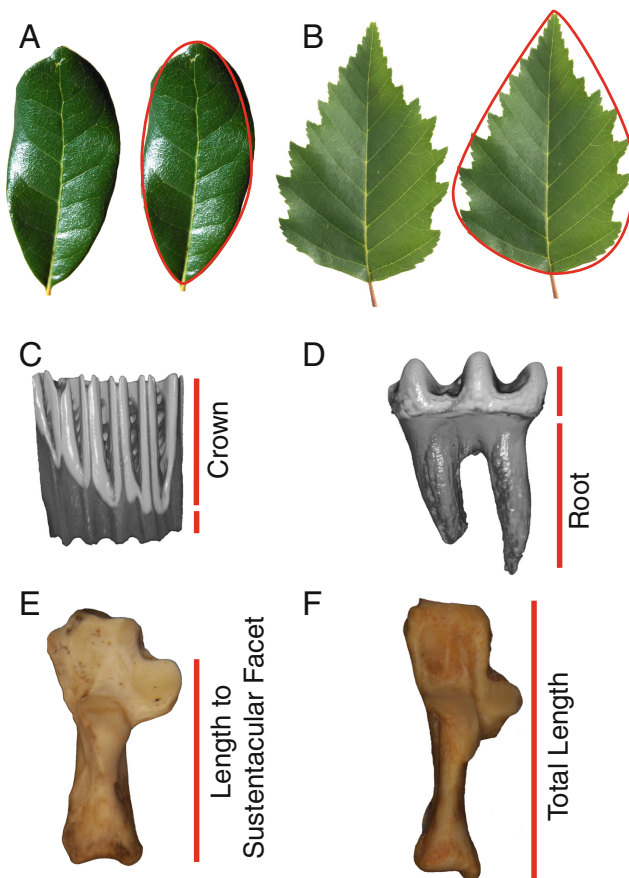 A
B
C
Crown
D
Root
E
Length to
Sustentacular Facet
F
Total Length